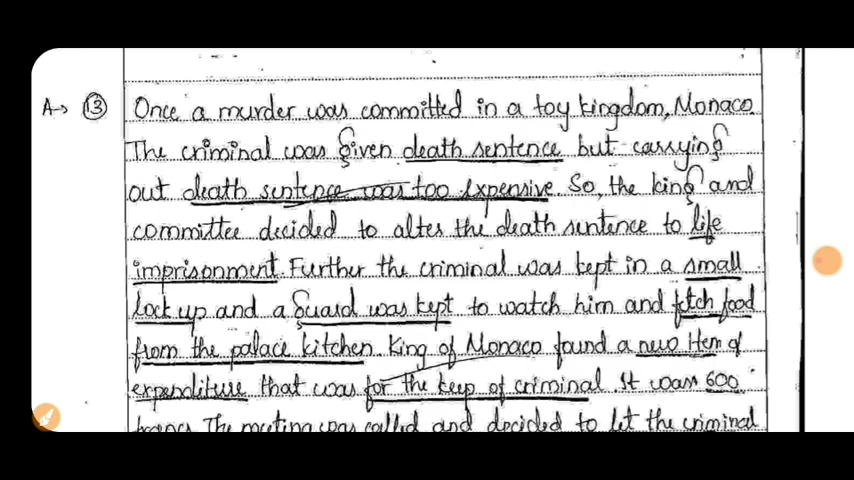 A→ 13 Once a murder was committed in a toy kingdom, Monaco.
The criminal was given death sentence but carrying
out death sentence was too expensive. So, the king and
committee decided to alter the death sentence to life
imprisonment. Further the criminal was kept in a small
lock up and a guard was kept to watch him and fetch food
from the palace kitchen. King of Monaco found a new item of
expenditure that was for the keep of criminal. It was 600
francs. The meeting was called and decided to let the criminal